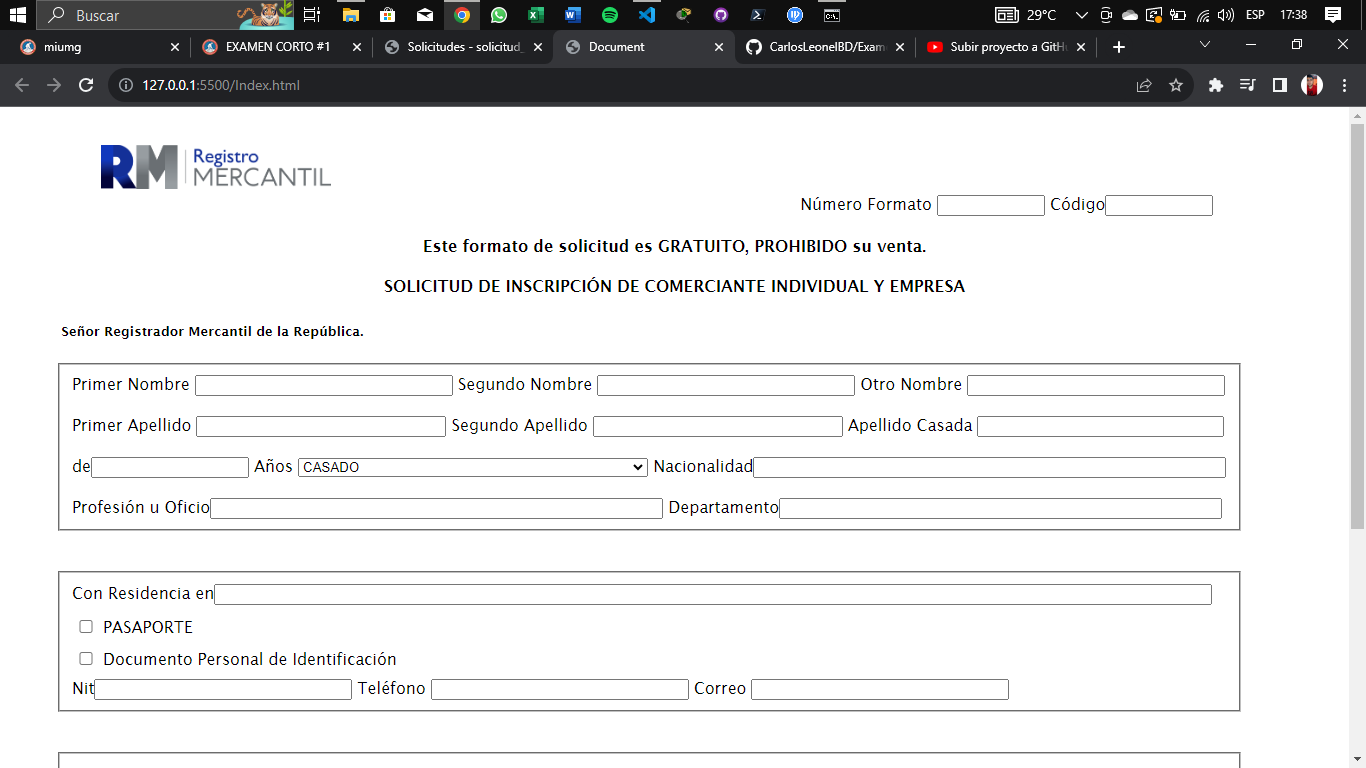 Buscar
29°C
ESP
17:38
miumg
EXAMEN CORTO #1
Solicitudes - solicitud_
Document
CarlosLeonelBD/Exam
Subir proyecto a GitH
127.0.0.1:5500/Index.html
RM Registro
MERCANTIL
Número Formato Código
Este formato de solicitud es GRATUITO, PROHIBIDO su venta.
SOLICITUD DE INSCRIPCIÓN DE COMERCIANTE INDIVIDUAL Y EMPRESA
Señor Registrador Mercantil de la República.
Primer Nombre Segundo Nombre Otro Nombre
Primer Apellido Segundo Apellido Apellido Casada
de Años CASADO Nacionalidad
Profesión u Oficio Departamento
Con Residencia en
PASAPORTE
Documento Personal de Identificación
Nit Teléfono Correo